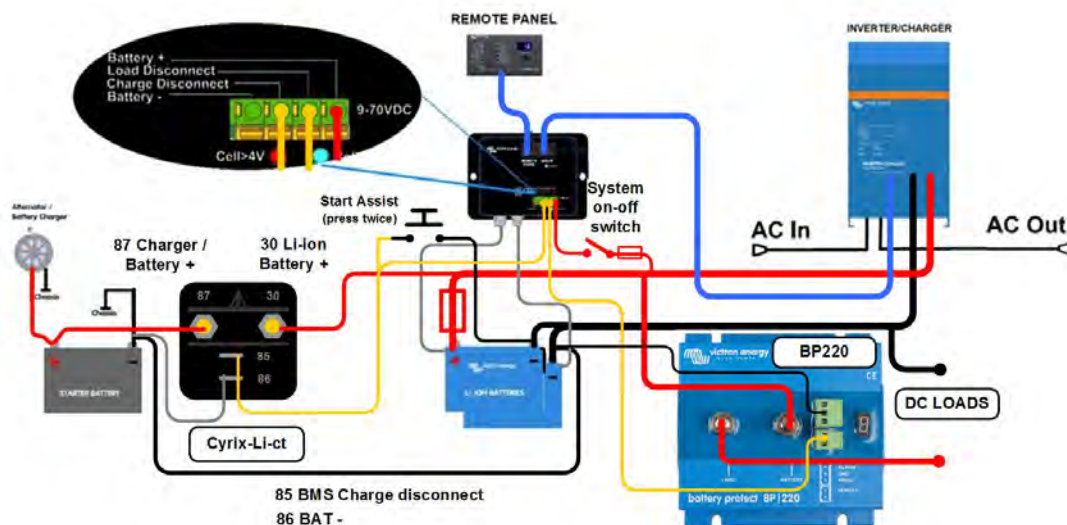 REMOTE PANEL
INVERTER/CHARGER
Battery +
Load Disconnect
Charge Disconnect
Battery -
9-70VDC
Cell>4V
Alternator /
Battery Charger
Start Assist
(press twice)
System
on-off
switch
AC In
AC Out
87 Charger /
Battery +
30 Li-ion
Battery +
Chassis
Chassis
87
30
85
86
STARTER BATTERY
LI-ION BATTERIES
Cyrix-Li-ct
victron energy
BP220
DC LOADS
battery protect BP|220
85 BMS Charge disconnect
86 BAT -